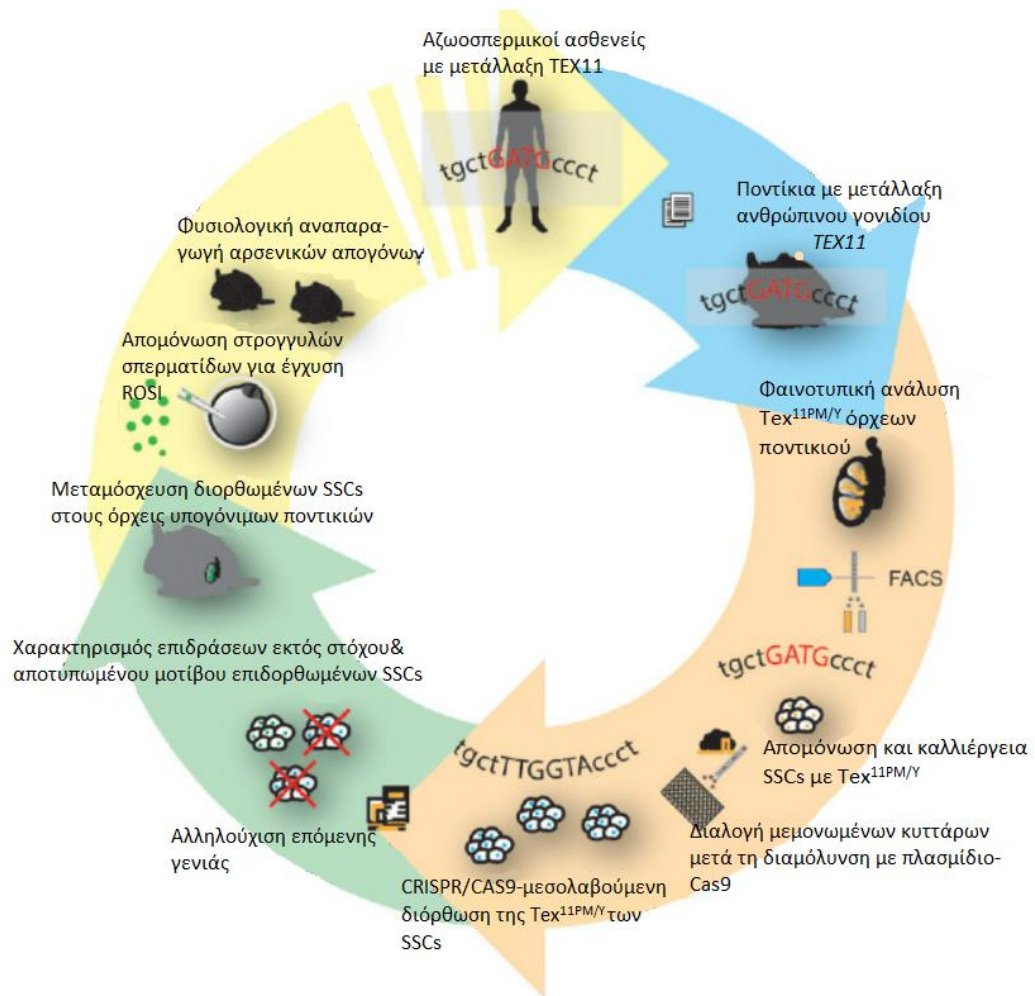 Αζωοσπερμικοί ασθενείς
με μετάλλαξη TEX11
tgctGATGccct
Ποντίκια με μετάλλαξη
ανθρώπινου γονιδίου
TEX11
tgctGATGccct
Φαινοτυπική ανάλυση
Tex11PM/Y όρχεων
ποντικιού
FACS
tgctGATGccct
Απομόνωση και καλλιέργεια
SSCs με Tex11PM/Y
Διαλογή μεμονωμένων κυττάρων
μετά τη διαμόλυνση με πλασμίδιο-
Cas9
tgctTTGGTAccct
CRISPR/CAS9-μεσολαβούμενη
διόρθωση της Tex11PM/Y των
SSCs
Αλληλούχιση επόμενης
γενιάς
Χαρακτηρισμός επιδράσεων εκτός στόχου&
αποτυπωμένου μοτίβου επιδορθωμένων SSCs
Μεταμόσχευση διορθωμένων SSCs
στους όρχεις υπογόνιμων ποντικιών
Απομόνωση στρογγυλών
σπερματίδων για έγχυση
ROSI
Φυσιολογική αναπαρα-
γωγή αρσενικών απογόνων